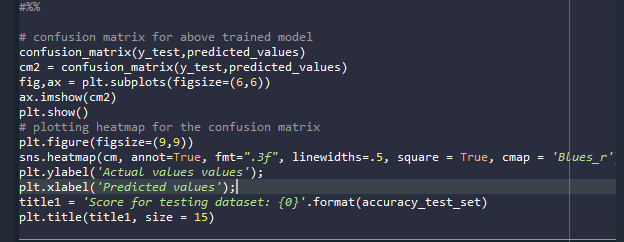 #%%
# confusion matrix for above trained model
confusion_matrix(y_test,predicted_values)
cm2 = confusion_matrix(y_test,predicted_values)
fig,ax = plt.subplots(figsize=(6,6))
ax.imshow(cm2)
plt.show()
# plotting heatmap for the confusion matrix
plt.figure(figsize=(9,9))
sns.heatmap(cm, annot=True, fmt=".3f", linewidths=.5, square = True, cmap = 'Blues_r'
plt.ylabel('Actual values values');
plt.xlabel('Predicted values');
title1 = 'Score for testing dataset: {0}'.format(accuracy_test_set)
plt.title(title1, size = 15)